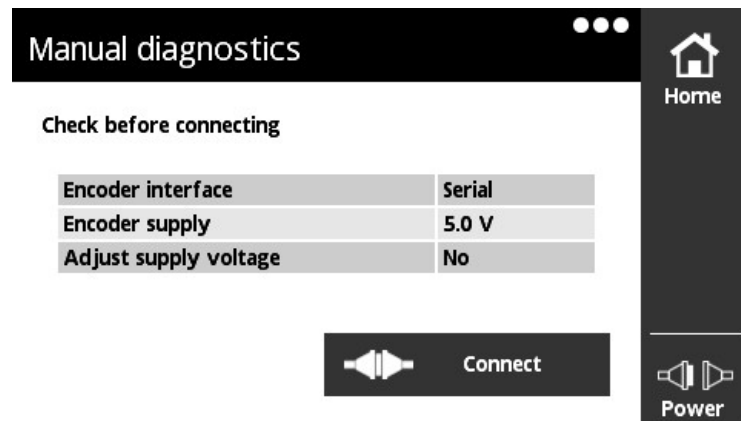 Manual diagnostics
Home
Check before connecting
Encoder interface Serial
Encoder supply 5.0 V
Adjust supply voltage No
Connect
Power